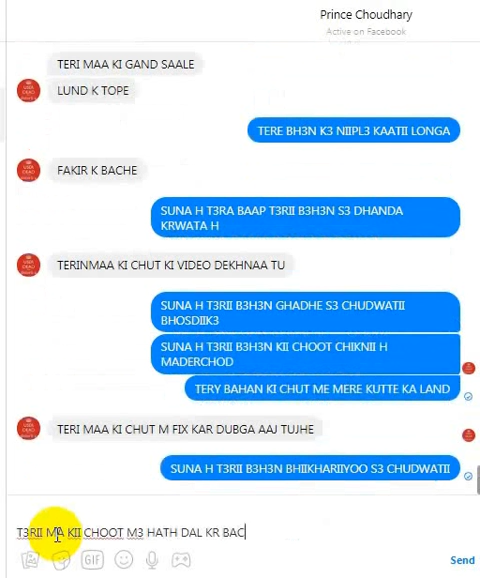 Prince Choudhary
Active on Facebook
TERI MAA KI GAND SAALE
LUND K TOPE
TERE BH3N K3 NIIPL3 KAATII LONGA
FAKIR K BACHE
SUNA H T3RA BAAP T3RII B3H3N S3 DHANDA
KRWATA H
TERINMAA KI CHUT KI VIDEO DEKHNAA TU
SUNA H T3RII B3H3N GHADHE S3 CHUDWATII
BHOSDIIK3
SUNA H T3RII B3H3N KII CHOOT CHIKNII H
MADERCHOD
TERY BAHAN KI CHUT ME MERE KUTTE KA LAND
TERI MAA KI CHUT M FIX KAR DUBGA AAJ TUJHE
SUNA H T3RII B3H3N BHIIKHARIIYOO S3 CHUDWATII
T3RII MA KII CHOOT M3 HATH DAL KR BAC
GIF
Send